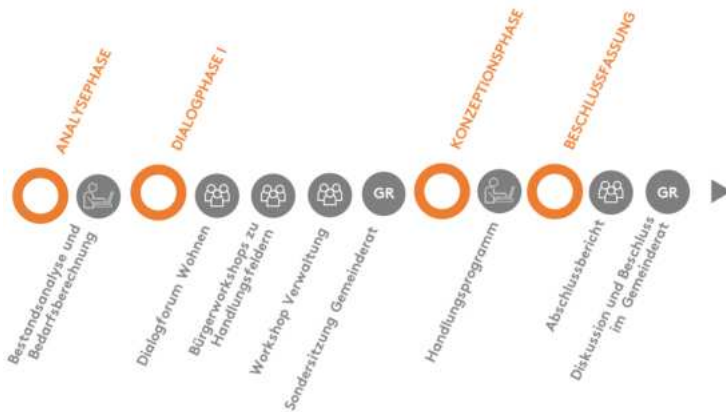 ANALYSEPHASE
Bestandsanalyse und
Bedarfsberechnung
DIALOGPHASE I
Dialogforum Wohnen
Bürgerworkshops zu
Handlungsfeldern
Workshop Verwaltung
GR
Sondersitzung Gemeinderat
KONZEPTIONSPHASE
Handlungsprogramm
BESCHLUSSFASSUNG
Abschlussbericht
GR
Diskussion und Beschluss
im Gemeinderat